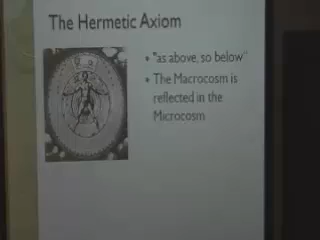 The Hermetic Axiom
• "as above, so below"
• The Macrocosm is
reflected in the
Microcosm